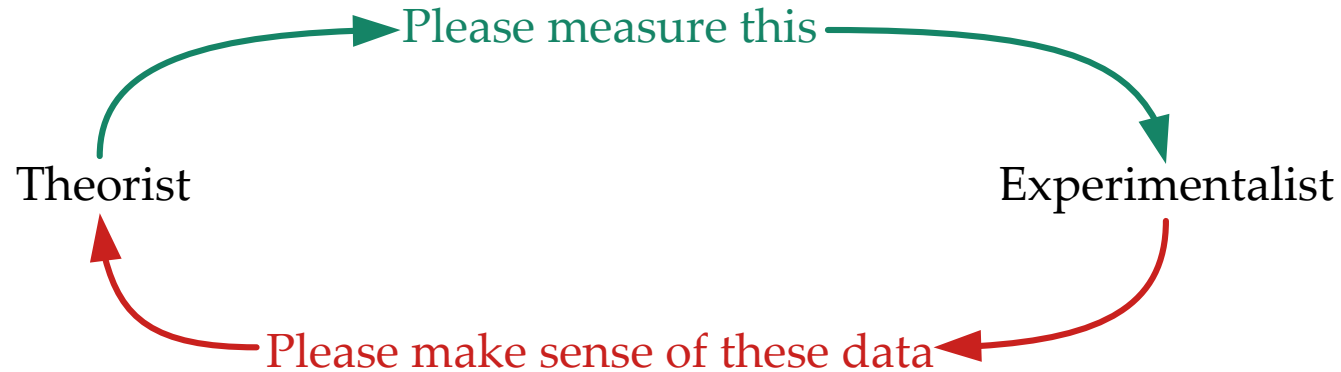 Please measure this
Theorist
Experimentalist
Please make sense of these data